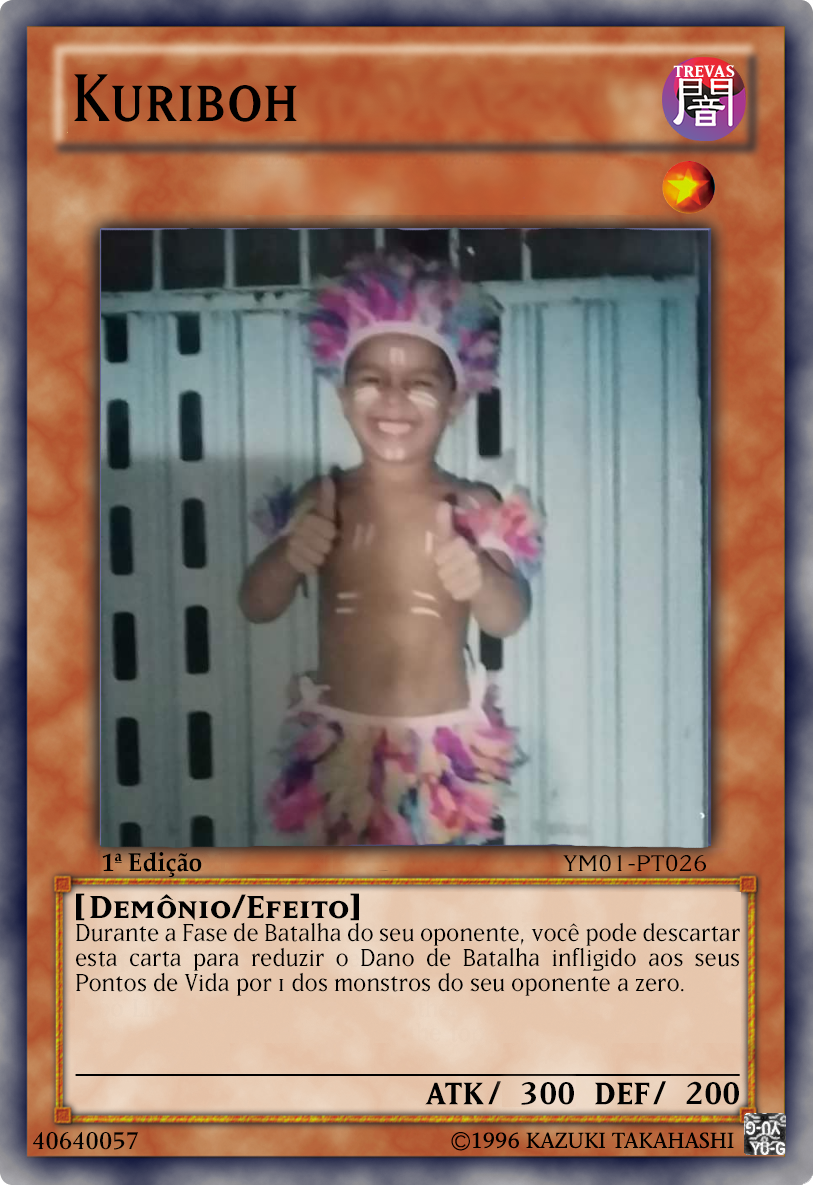 Kuriboh
TREVAS
闇
1ª Edição
YM01-PT026
[Demônio/Efeito]
Durante a Fase de Batalha do seu oponente, você pode descartar
esta carta para reduzir o Dano de Batalha infligido aos seus
Pontos de Vida por 1 dos monstros do seu oponente a zero.
ATK/ 300 DEF/ 200
40640057
©1996 KAZUKI TAKAHASHI
YU-G
YU-G